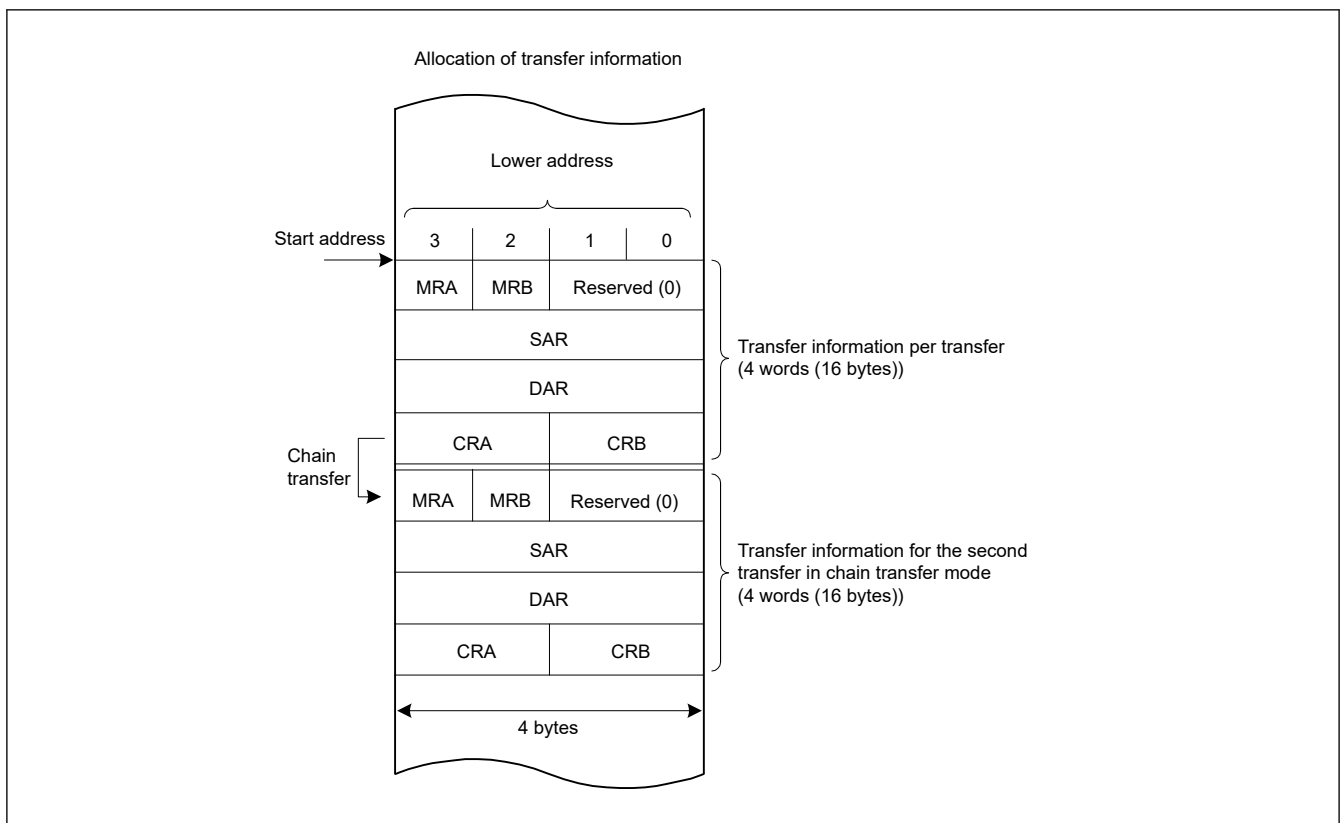 Allocation of transfer information
Lower address
Start address
3 2 1 0
MRA MRB Reserved (0)
SAR
DAR
CRA CRB
Transfer information per transfer
(4 words (16 bytes))
Chain
transfer
MRA MRB Reserved (0)
SAR
DAR
CRA CRB
Transfer information for the second
transfer in chain transfer mode
(4 words (16 bytes))
4 bytes